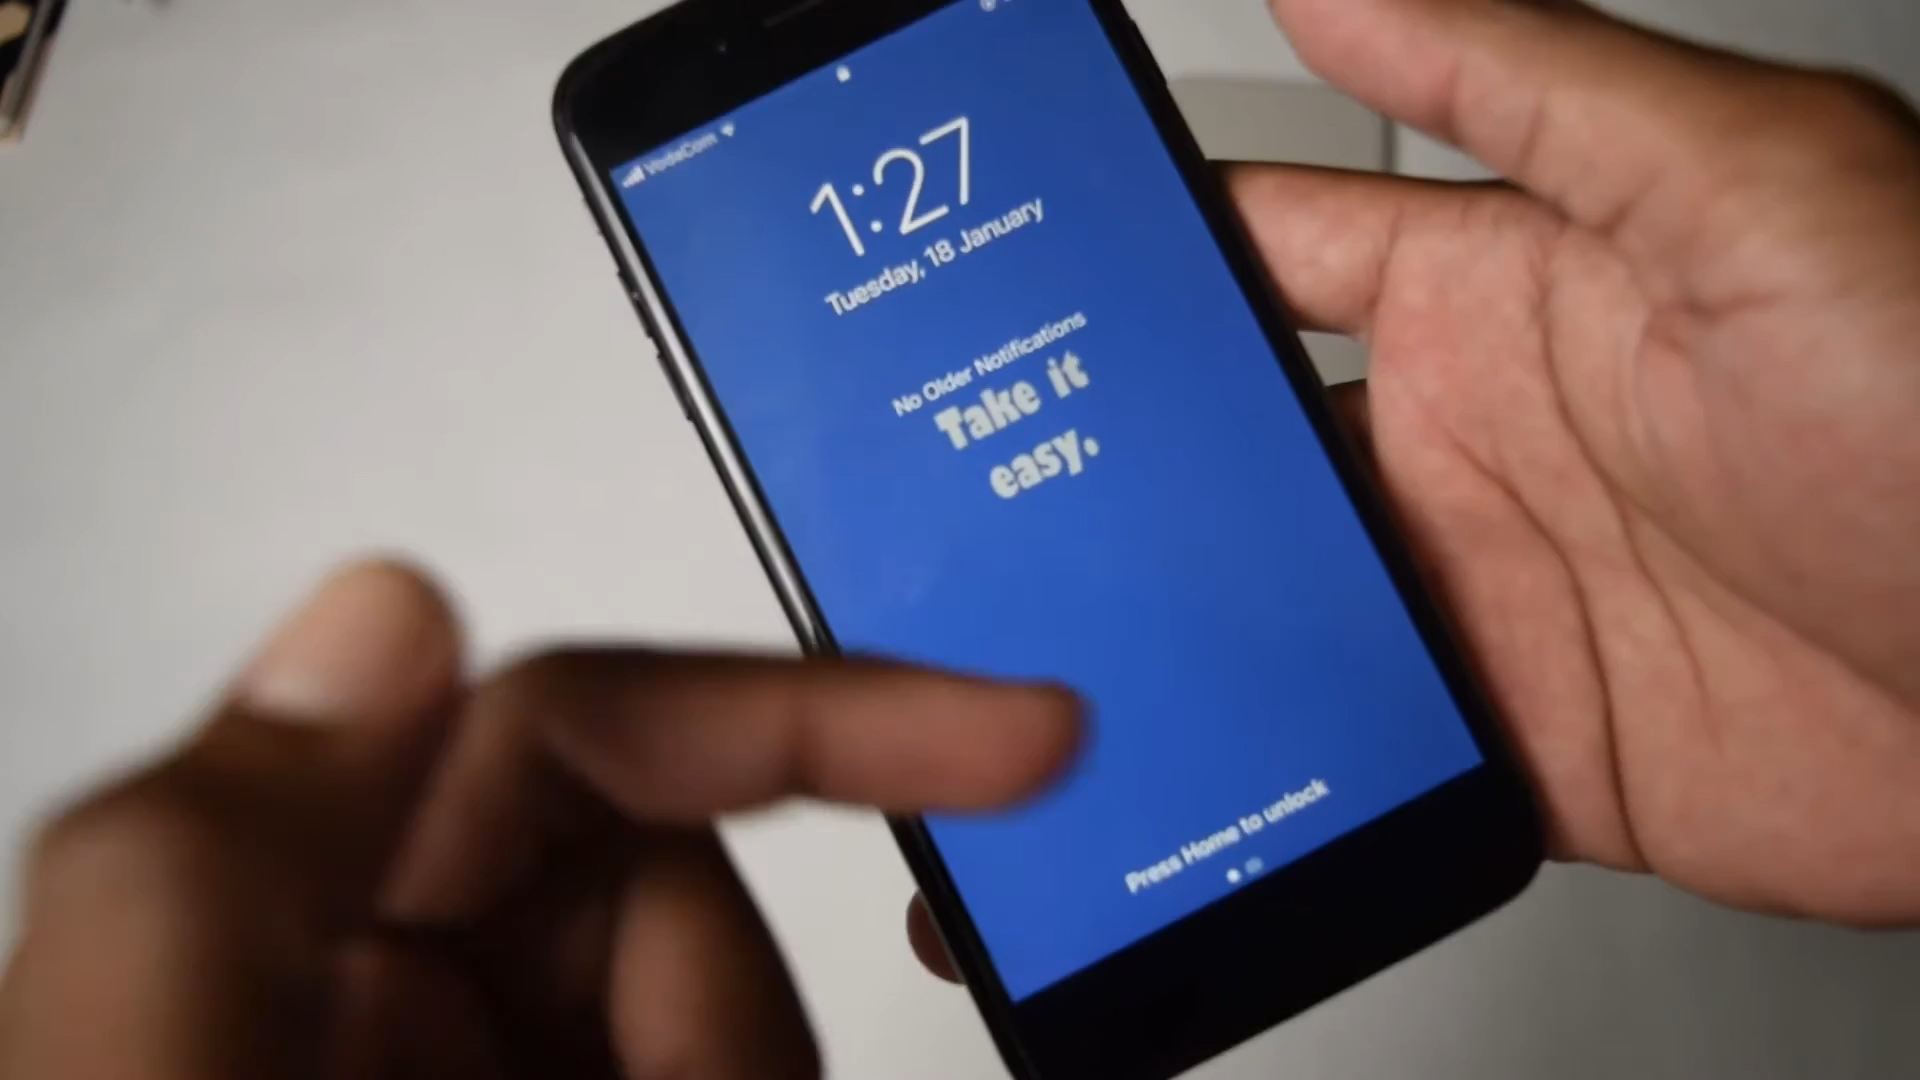 VodaCom
1:27
Tuesday, 18 January
No Older Notifications
Take it
easy.
Press Home to unlock